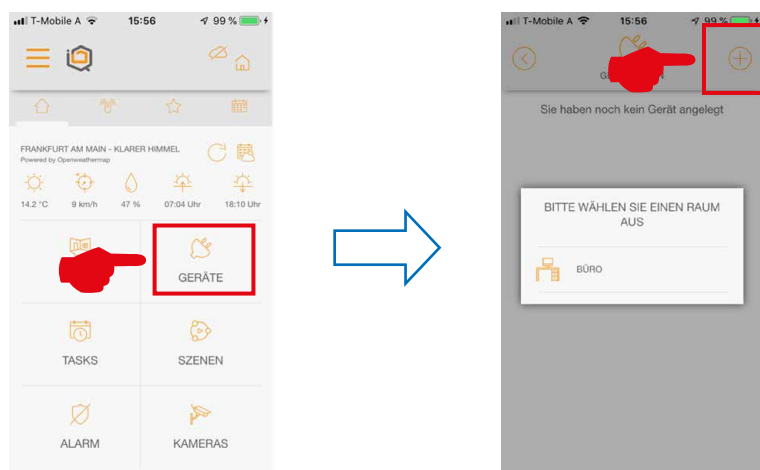 T-Mobile A 15:56 99 %
iQ
FRANKFURT AM MAIN - KLARER HIMMEL
Powered by Openweathermap
14.2 °C 9 km/h 47 % 07:04 Uhr 18:10 Uhr
GERÄTE
TASKS SZENEN
ALARM KAMERAS
T-Mobile A 15:56 99 %
Sie haben noch kein Gerät angelegt
BITTE WÄHLEN SIE EINEN RAUM
AUS
BÜRO